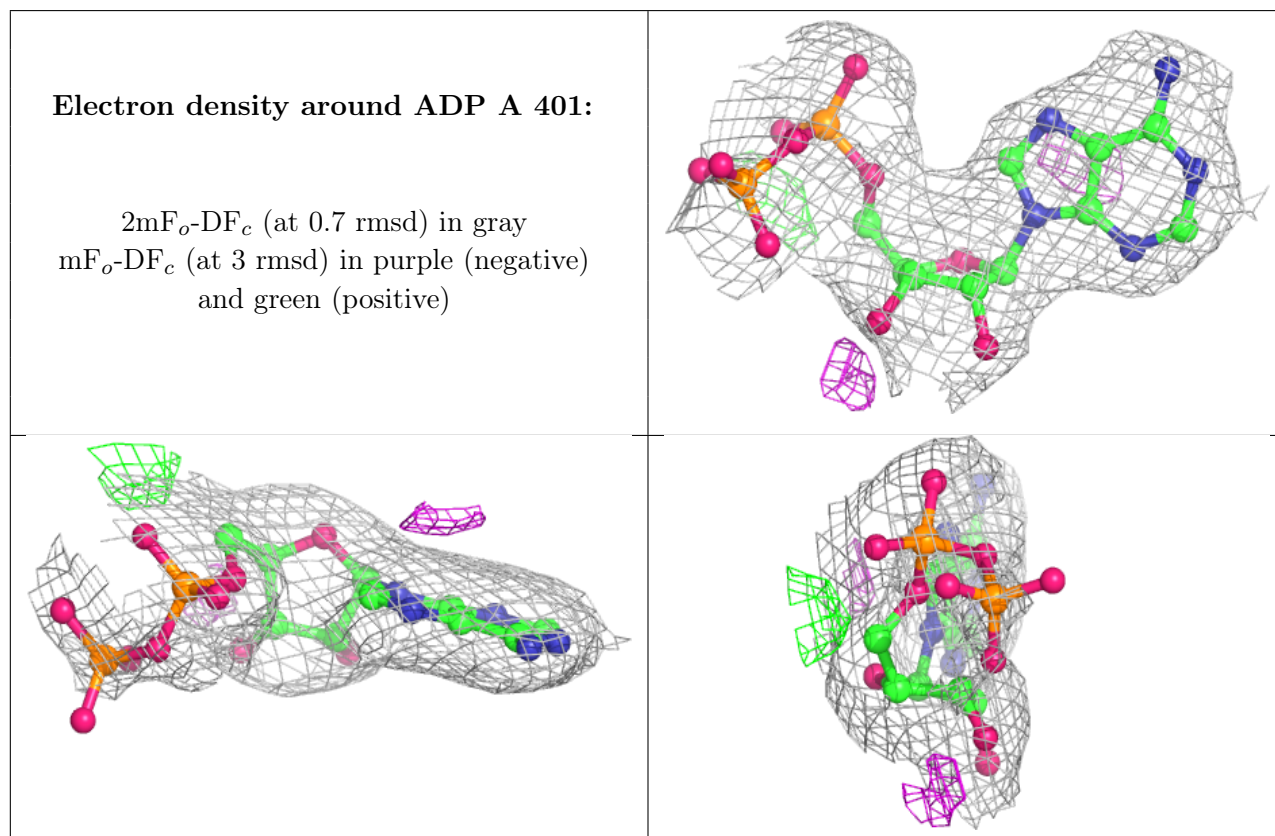 Electron density around ADP A 401:
2mFo-DFc (at 0.7 rmsd) in gray
mFo-DFc (at 3 rmsd) in purple (negative)
and green (positive)